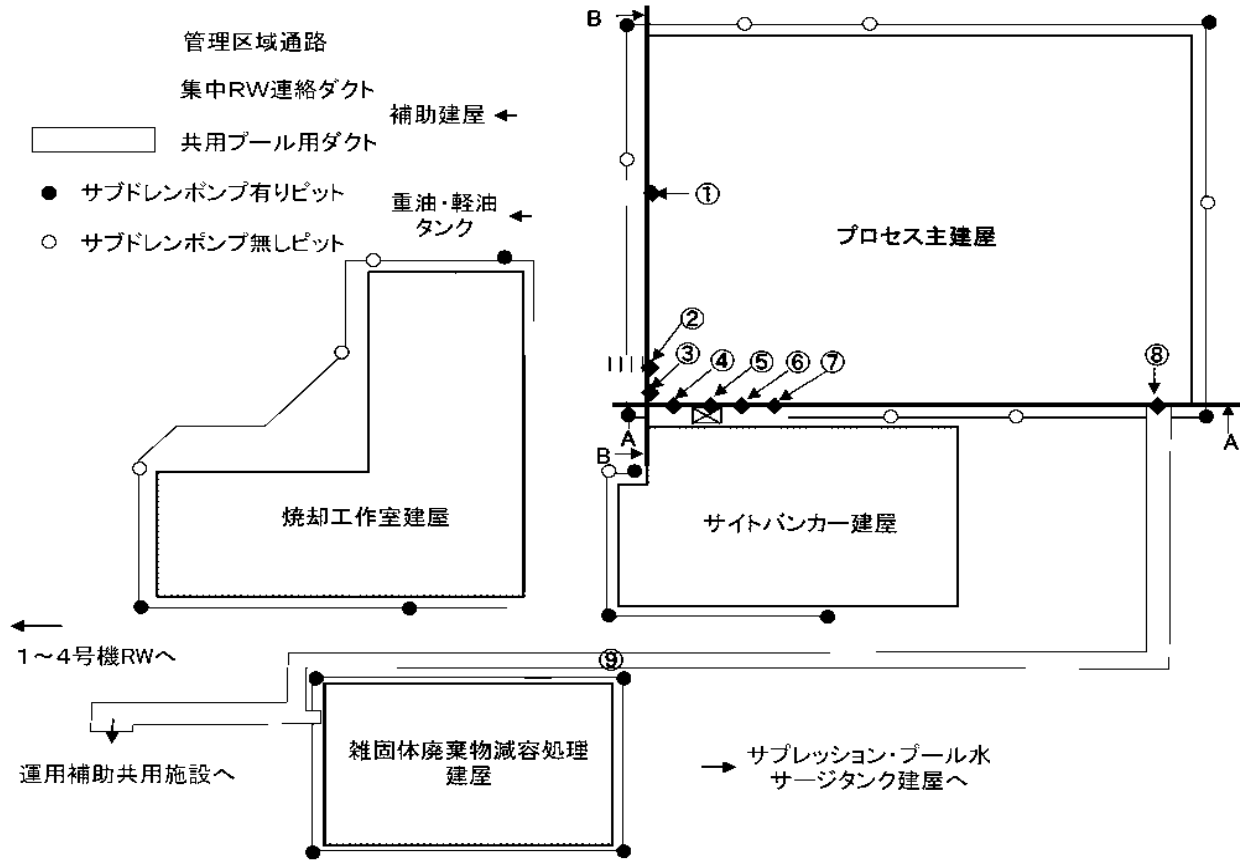 管理区域通路
集中RW連絡ダクト
共用プール用ダクト
サブドレンポンプ有りピット
サブドレンポンプ無しピット
補助建屋
重油・軽油
タンク
B
①
プロセス主建屋
②
③
④
⑤
⑥
⑦
⑧
A
A
B
焼却工作室建屋
サイトバンカー建屋
1～4号機RWへ
⑨
雑固体廃棄物減容処理
建屋
運用補助共用施設へ
サプレッション・プール水
サージタンク建屋へ